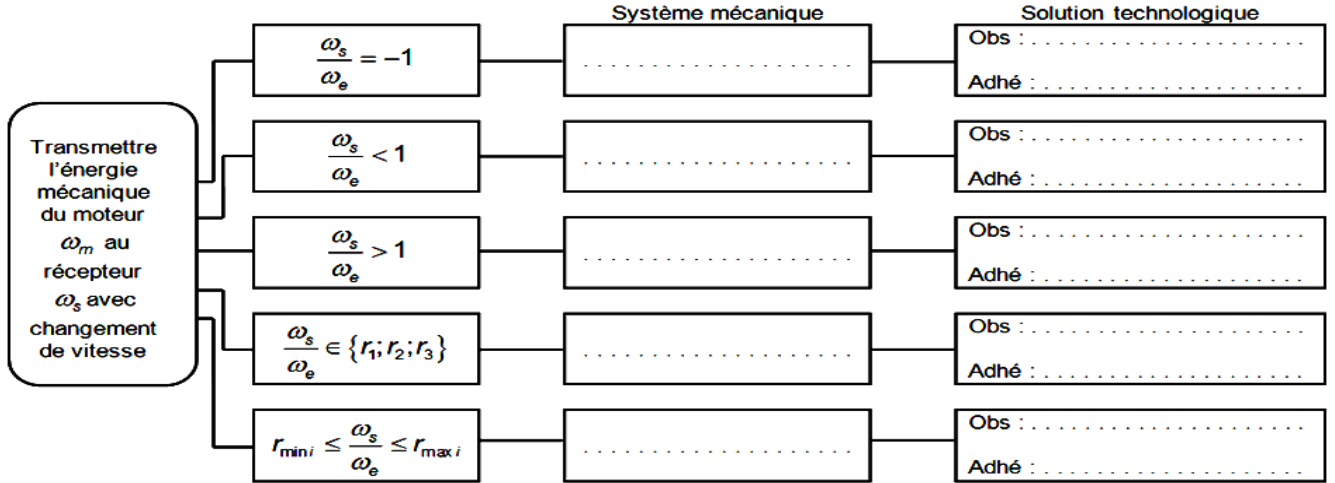 Système mécanique
Solution technologique
Transmettre
l'énergie
mécanique
du moteur
ωm au
récepteur
ωs avec
changement
de vitesse
ωs/ωe = −1
. . . . . . . . . . . . . . . . . . . . .
Obs : . . . . . . . . . . . . . . . . . . . . . .
Adhé : . . . . . . . . . . . . . . . . . . . . .
ωs/ωe < 1
. . . . . . . . . . . . . . . . . . . . .
Obs : . . . . . . . . . . . . . . . . . . . . . .
Adhé : . . . . . . . . . . . . . . . . . . . . .
ωs/ωe > 1
. . . . . . . . . . . . . . . . . . . . .
Obs : . . . . . . . . . . . . . . . . . . . . . .
Adhé : . . . . . . . . . . . . . . . . . . . . .
ωs/ωe ∈ {r1; r2; r3}
. . . . . . . . . . . . . . . . . . . . .
Obs : . . . . . . . . . . . . . . . . . . . . . .
Adhé : . . . . . . . . . . . . . . . . . . . . .
rmin i ≤ ωs/ωe ≤ rmax i
. . . . . . . . . . . . . . . . . . . . .
Obs : . . . . . . . . . . . . . . . . . . . . . .
Adhé : . . . . . . . . . . . . . . . . . . . . .